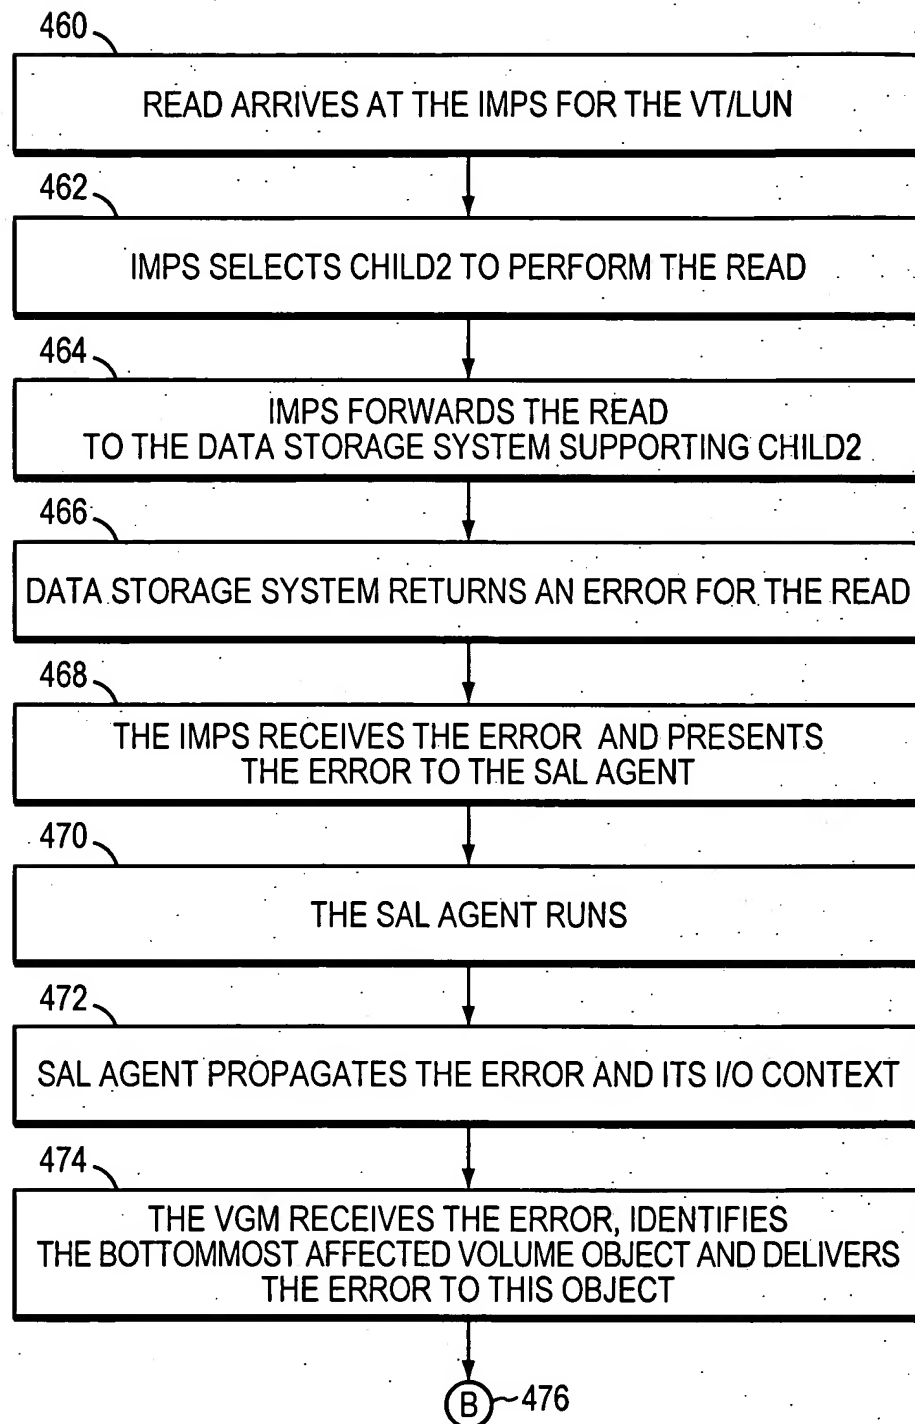 460
READ ARRIVES AT THE IMPS FOR THE VT/LUN
462
IMPS SELECTS CHILD2 TO PERFORM THE READ
464
IMPS FORWARDS THE READ
TO THE DATA STORAGE SYSTEM SUPPORTING CHILD2
466
DATA STORAGE SYSTEM RETURNS AN ERROR FOR THE READ
468
THE IMPS RECEIVES THE ERROR AND PRESENTS
THE ERROR TO THE SAL AGENT
470
THE SAL AGENT RUNS
472
SAL AGENT PROPAGATES THE ERROR AND ITS I/O CONTEXT
474
THE VGM RECEIVES THE ERROR, IDENTIFIES
THE BOTTOMMOST AFFECTED VOLUME OBJECT AND DELIVERS
THE ERROR TO THIS OBJECT
B 476